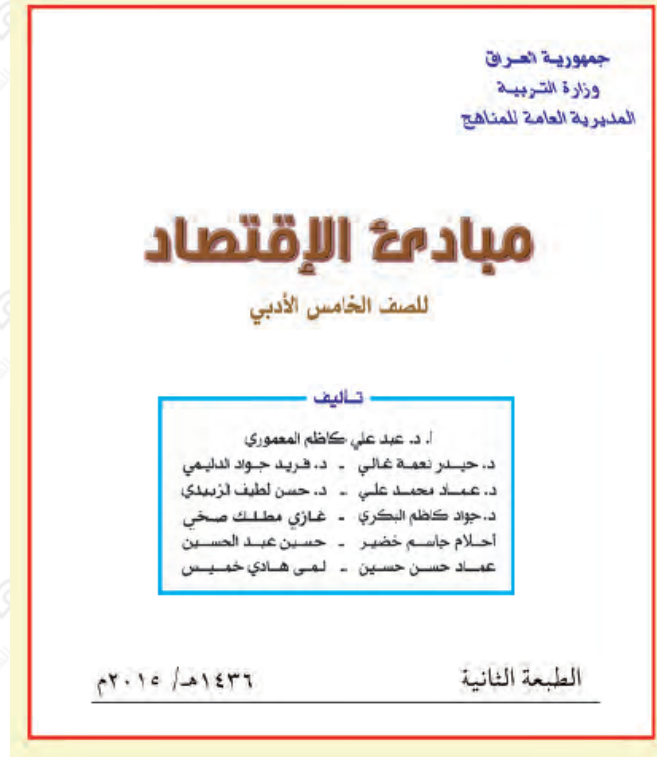 جمهورية العراق
وزارة التربية
المديرية العامة للمناهج
مبادئ الإقتصاد
للصف الخامس الأدبي
تأليف
أ. د. عبد علي كاظم المعموري
د. حيدر نعمة غالي - د. فريد جواد الدليمي
د. عماد محمد علي - د. حسن لطيف الزبيدي
د. جواد كاظم البكري - غازي مطلك صخي
أحلام جاسم خضير - حسين عبد الحسين
عماد حسن حسين - لمى هادي خميس
الطبعة الثانية ١٤٣٦هـ/ ٢٠١٥م